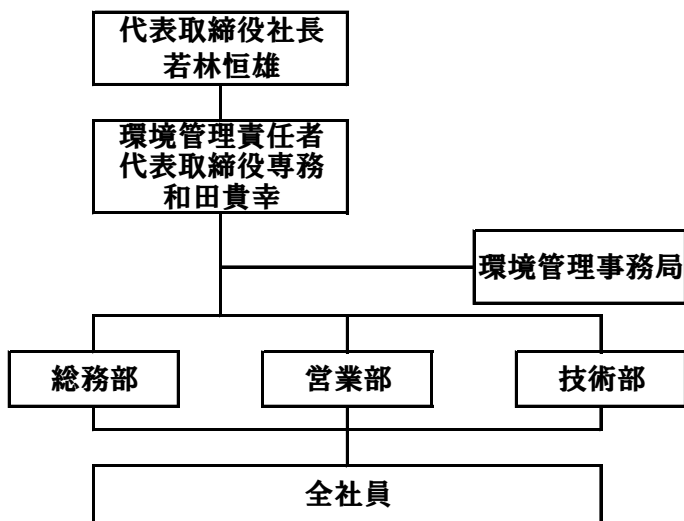 代表取締役社長
若林恒雄
環境管理責任者
代表取締役専務
和田貴幸
環境管理事務局
総務部
営業部
技術部
全社員